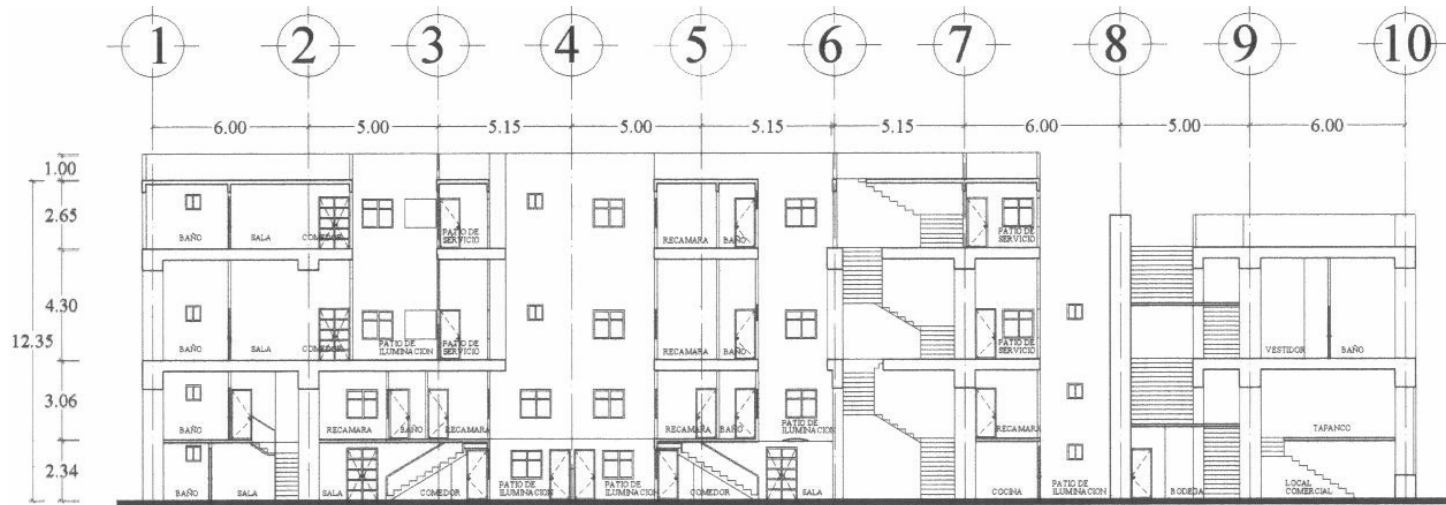 1 2 3 4 5 6 7 8 9 10
6.00 5.00 5.15 5.00 5.15 5.15 6.00 5.00 6.00
1.00
2.65
BAÑO SALA COMEDOR PATIO DE SERVICIO RECAMARA BAÑO PATIO DE SERVICIO
4.30
12.35
BAÑO SALA COMEDOR PATIO DE ILUMINACION PATIO DE SERVICIO RECAMARA BAÑO PATIO DE SERVICIO VESTIDOR BAÑO
3.06
BAÑO RECAMARA BAÑO RECAMARA RECAMARA BAÑO PATIO DE ILUMINACION RECAMARA TAPANCO
2.34
BAÑO SALA SALA COMEDOR PATIO DE ILUMINACION PATIO DE ILUMINACION COMEDOR SALA COCINA PATIO DE ILUMINACION BODEGA LOCAL COMERCIAL